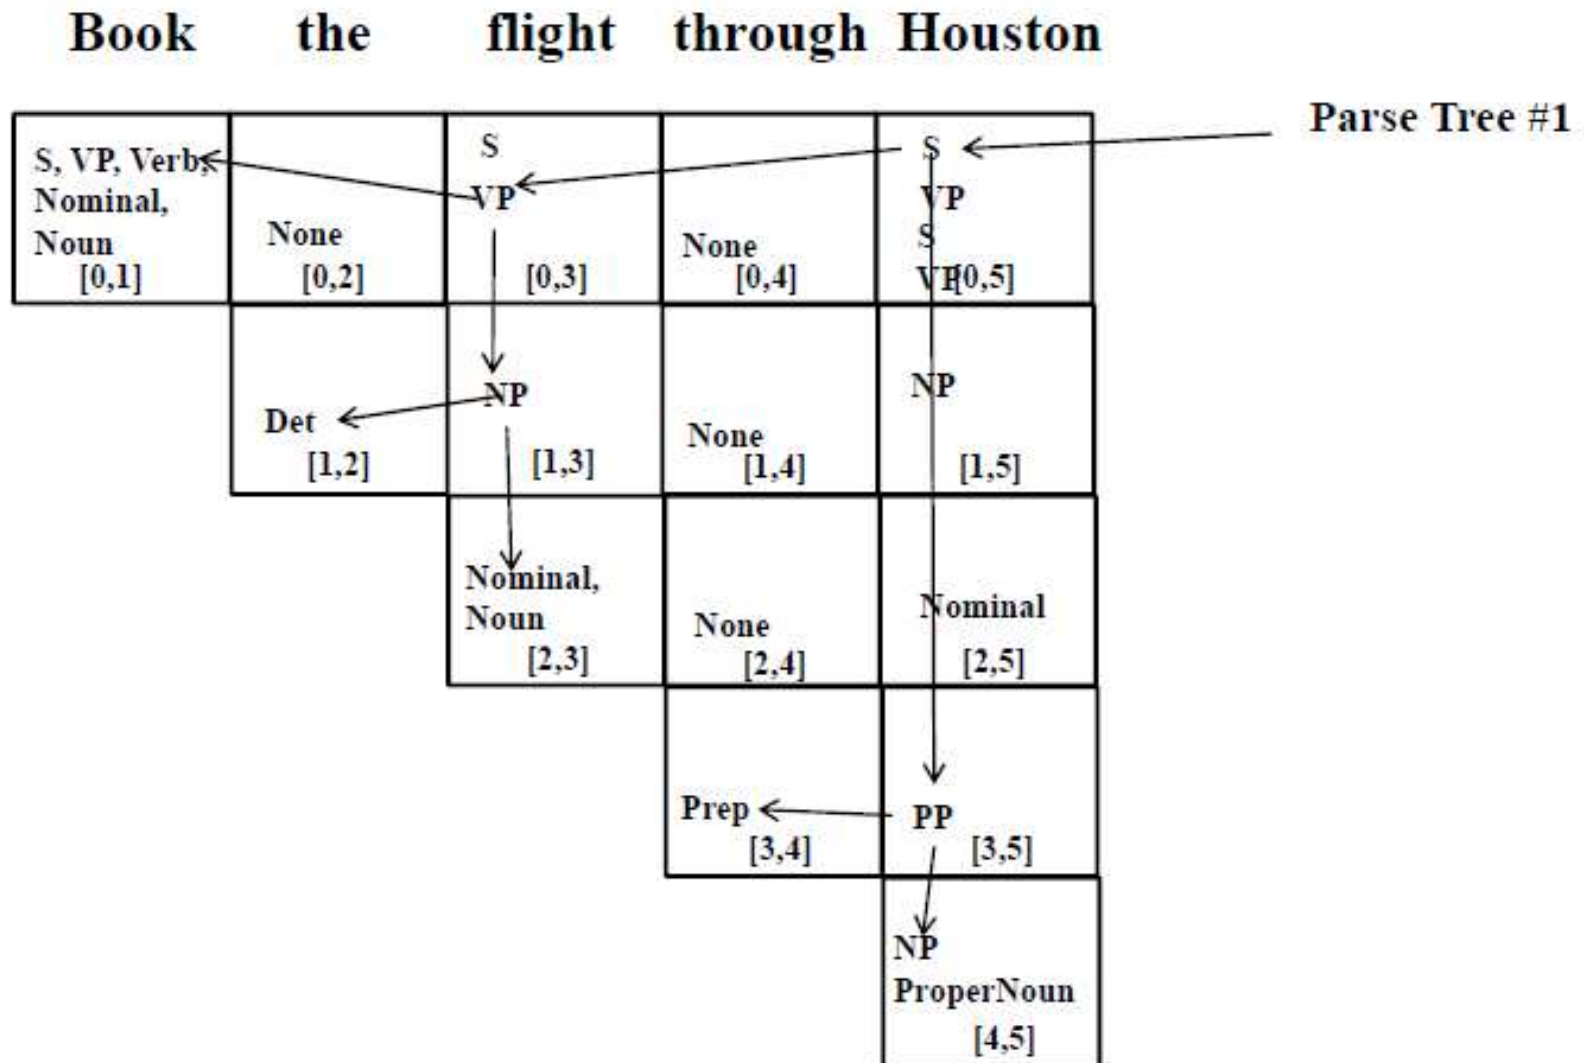 Book the flight through Houston
Parse Tree #1
S, VP, Verb,
Nominal,
Noun
[0,1]
None
[0,2]
S
VP
[0,3]
None
[0,4]
S
VP
S
VP
[0,5]
Det
[1,2]
NP
[1,3]
None
[1,4]
NP
[1,5]
Nominal,
Noun
[2,3]
None
[2,4]
Nominal
[2,5]
Prep
[3,4]
PP
[3,5]
NP
ProperNoun
[4,5]